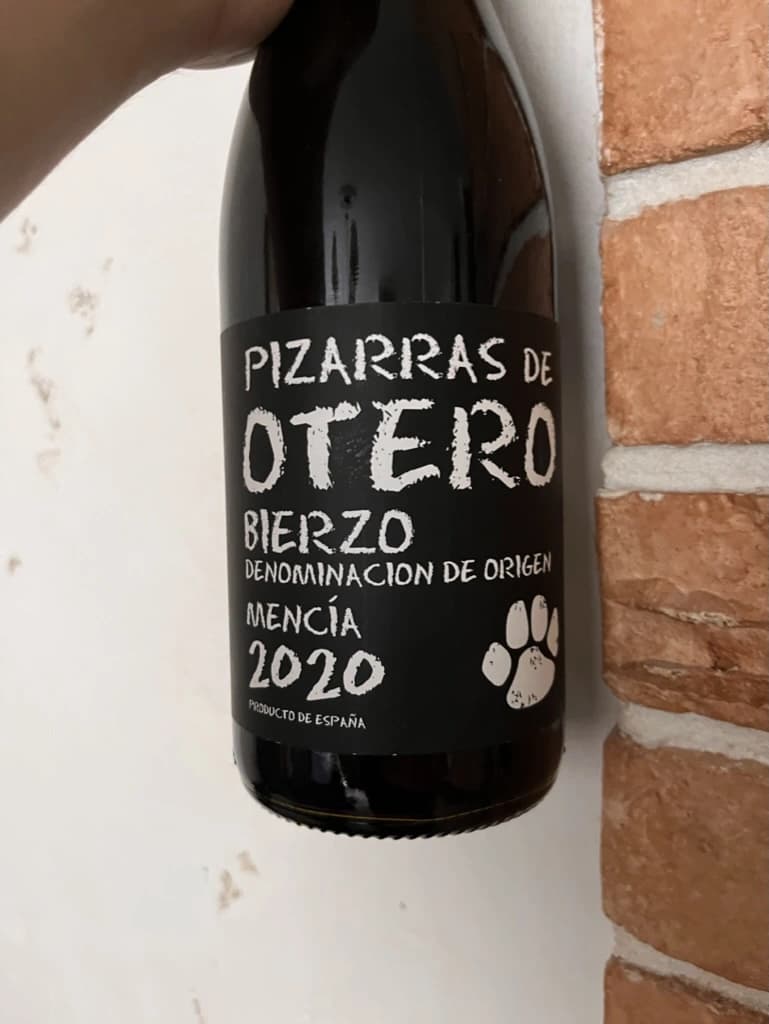 PIZARRAS DE
OTERO
BIERZO
DENOMINACION DE ORIGEN
MENCÍA
2020
PRODUCTO DE ESPAÑA